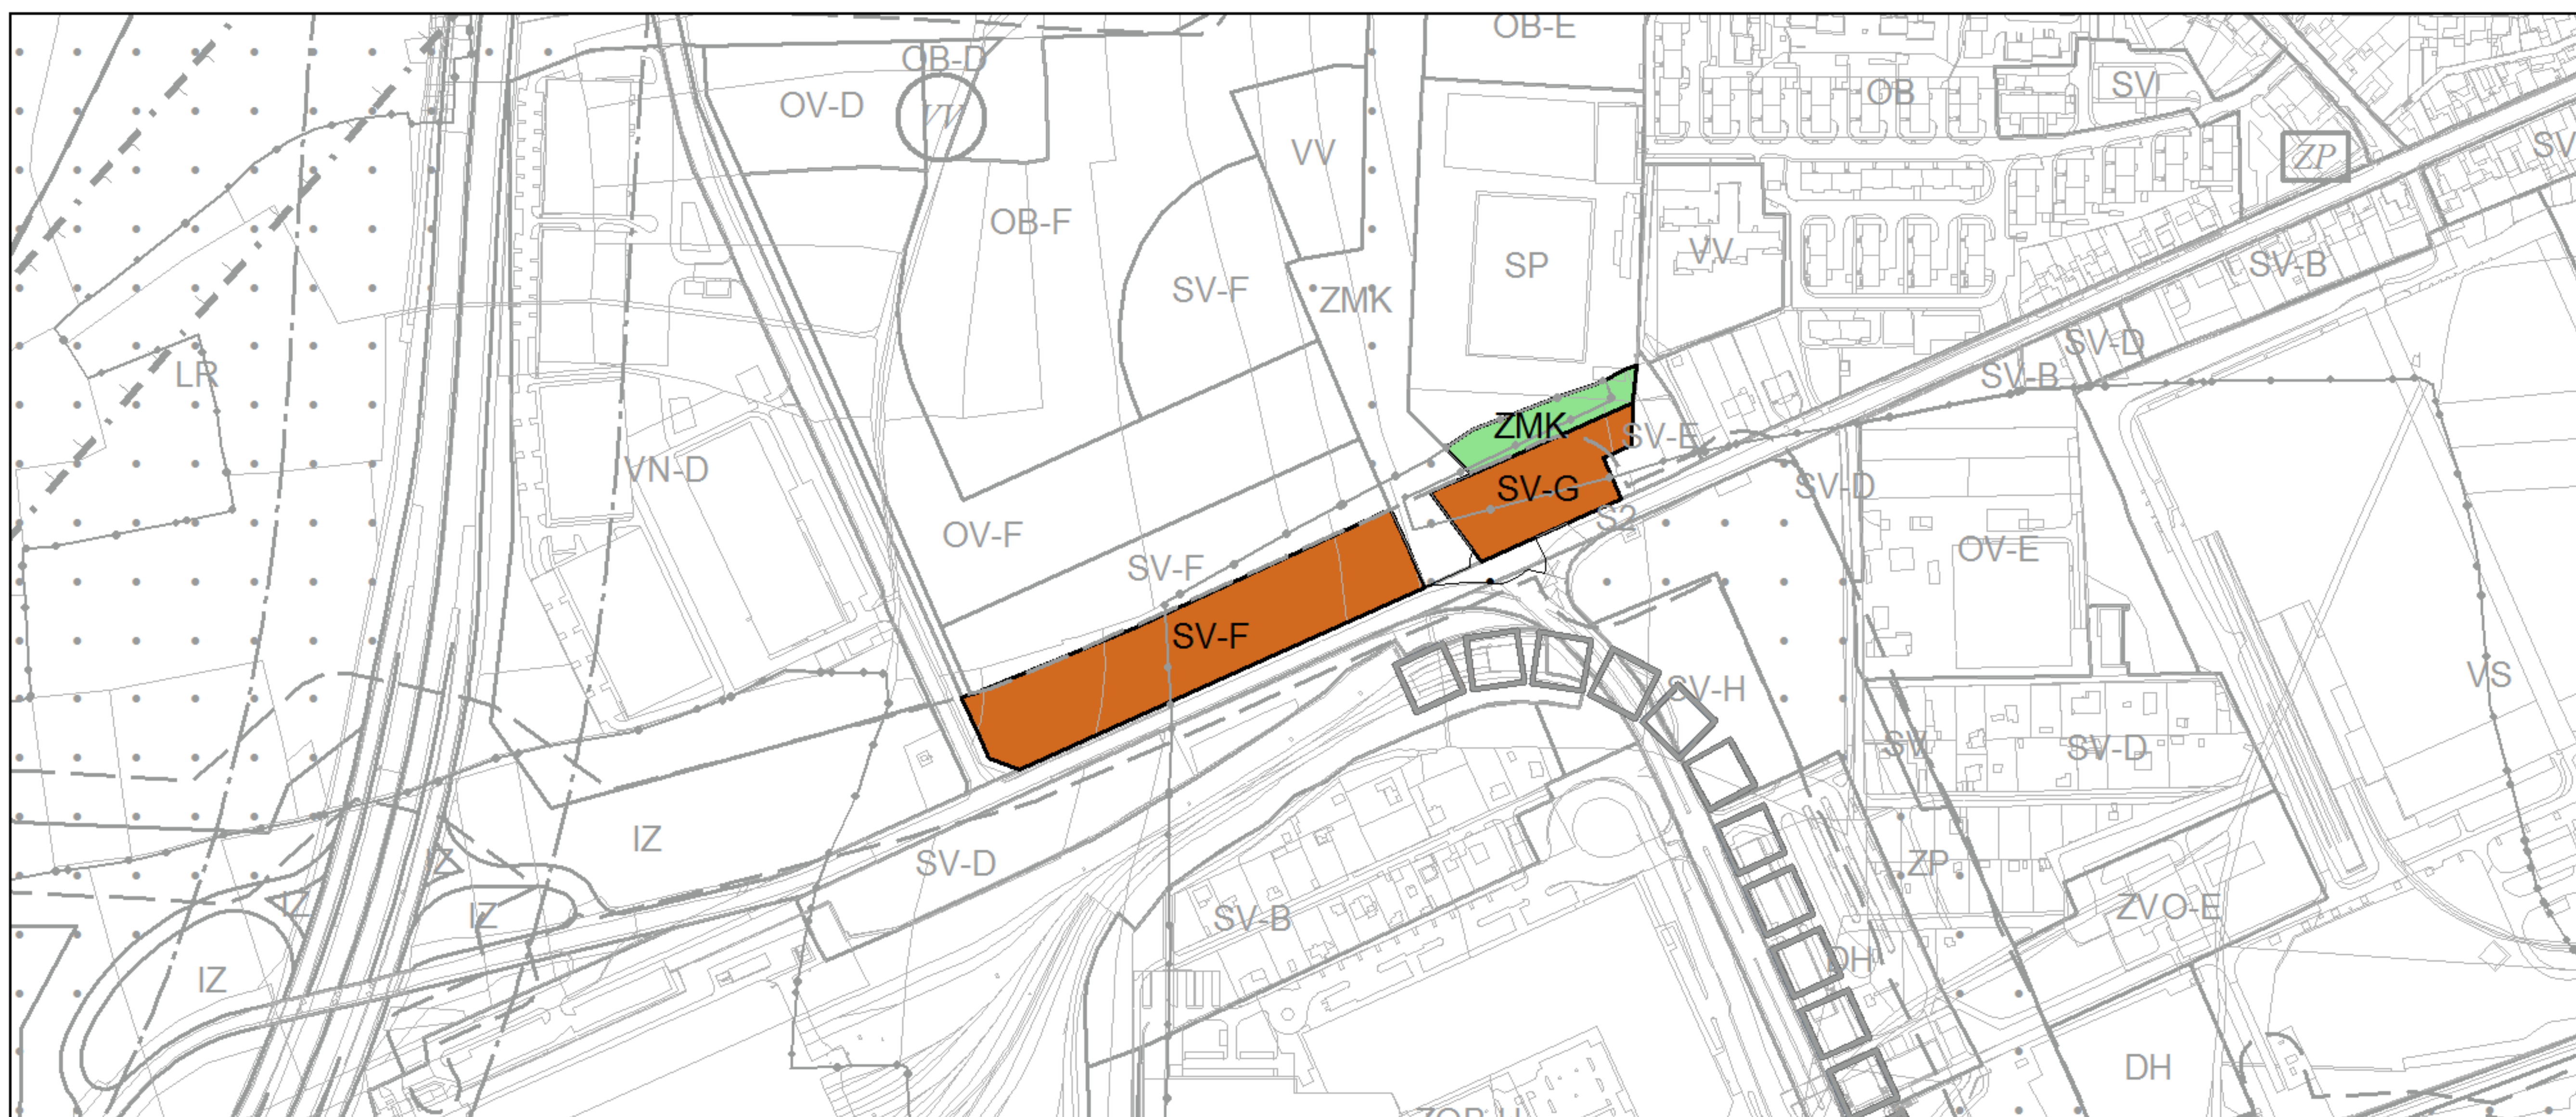 OB-E
OB-D
OV-D
VV
OB
SV
VV
ZP
SV
OB-F
SP
VV
SV-B
SV-F
ZMK
SV-D
SV-B
LR
ZMK
SV-E
VN-D
SV-G
SV-D
S2
OV-F
OV-E
SV-F
SV-F
SV-H
VS
SV
SV-D
IZ
SV-D
IZ
ZP
IZ
IZ
SV-B
ZVO-E
IZ
DH
DH